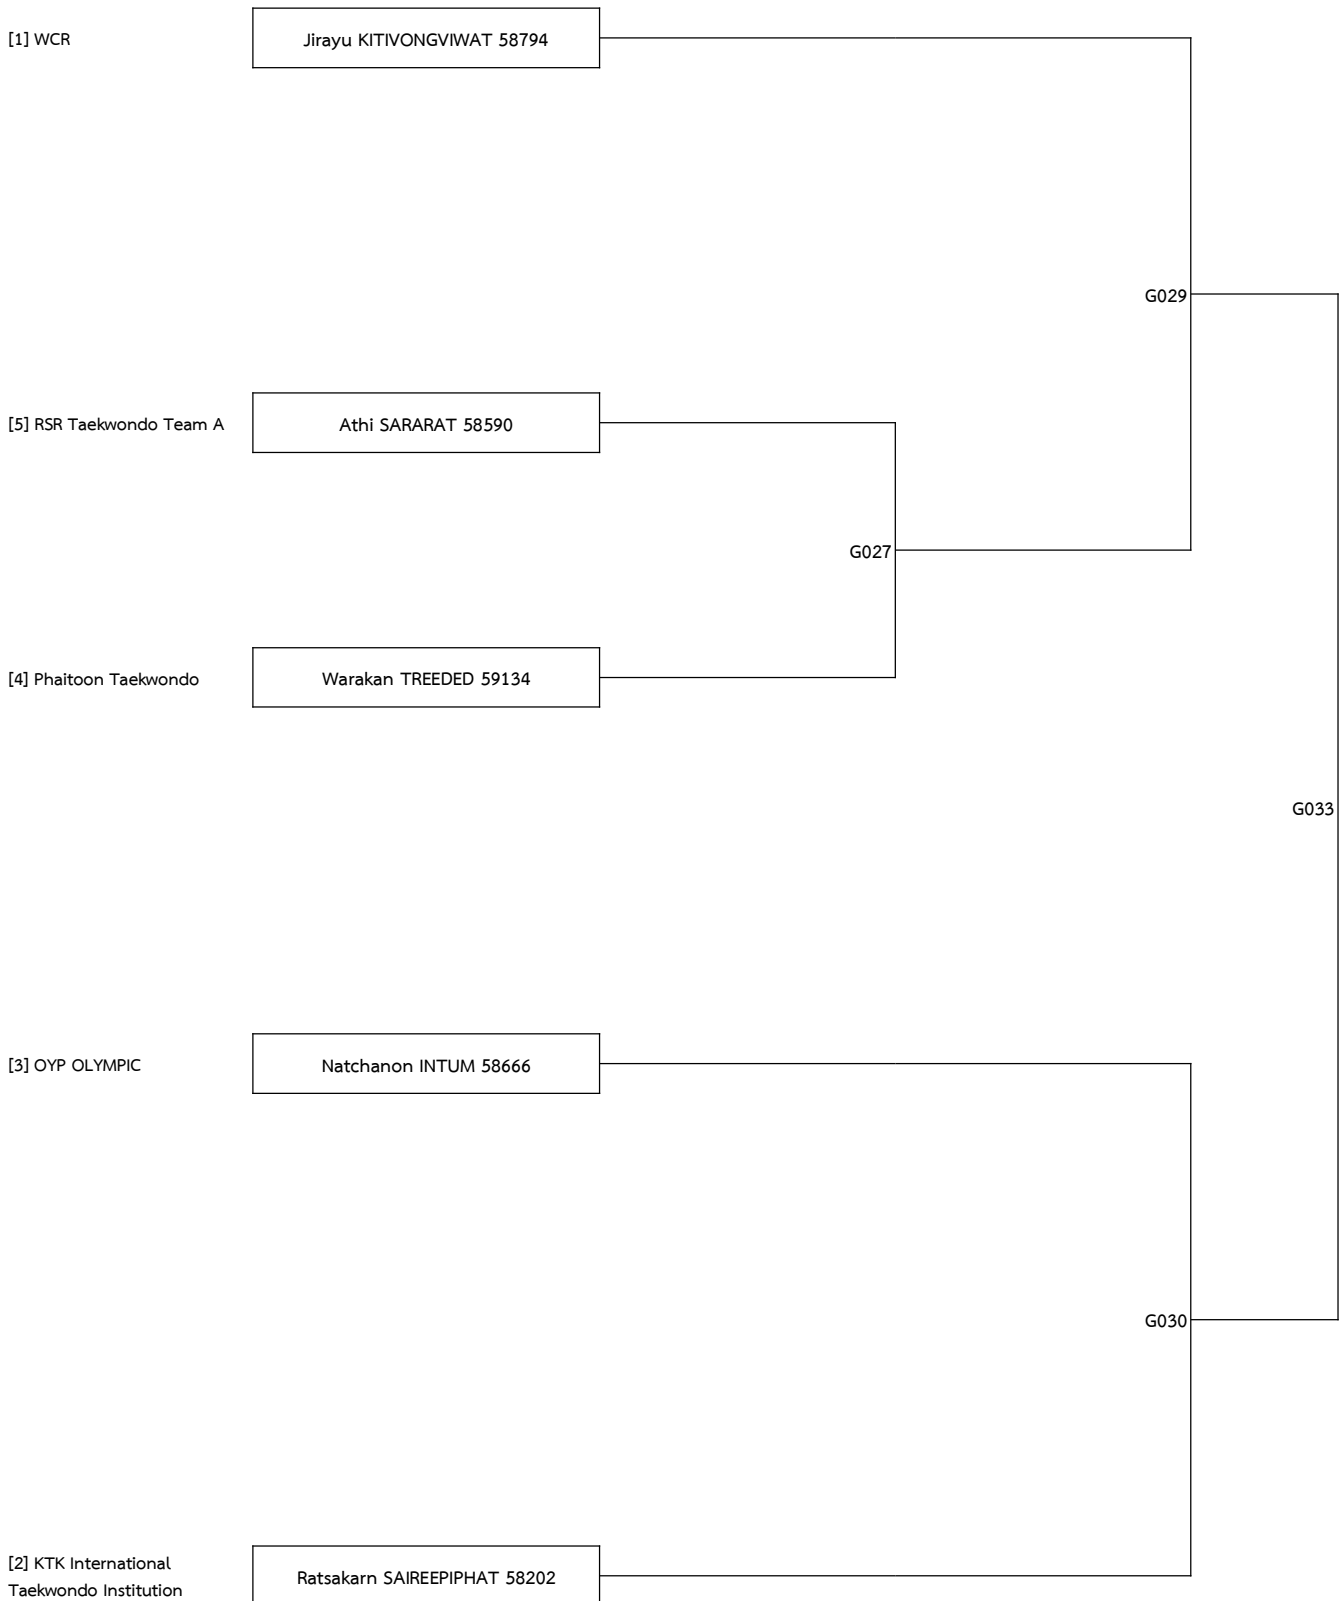 [1] WCR
Jirayu KITIVONGVIWAT 58794
G029
[5] RSR Taekwondo Team A
Athi SARARAT 58590
G027
[4] Phaitoon Taekwondo
Warakan TREEDED 59134
G033
[3] OYP OLYMPIC
Natchanon INTUM 58666
G030
[2] KTK International
Taekwondo Institution
Ratsakarn SAIREEPIPHAT 58202